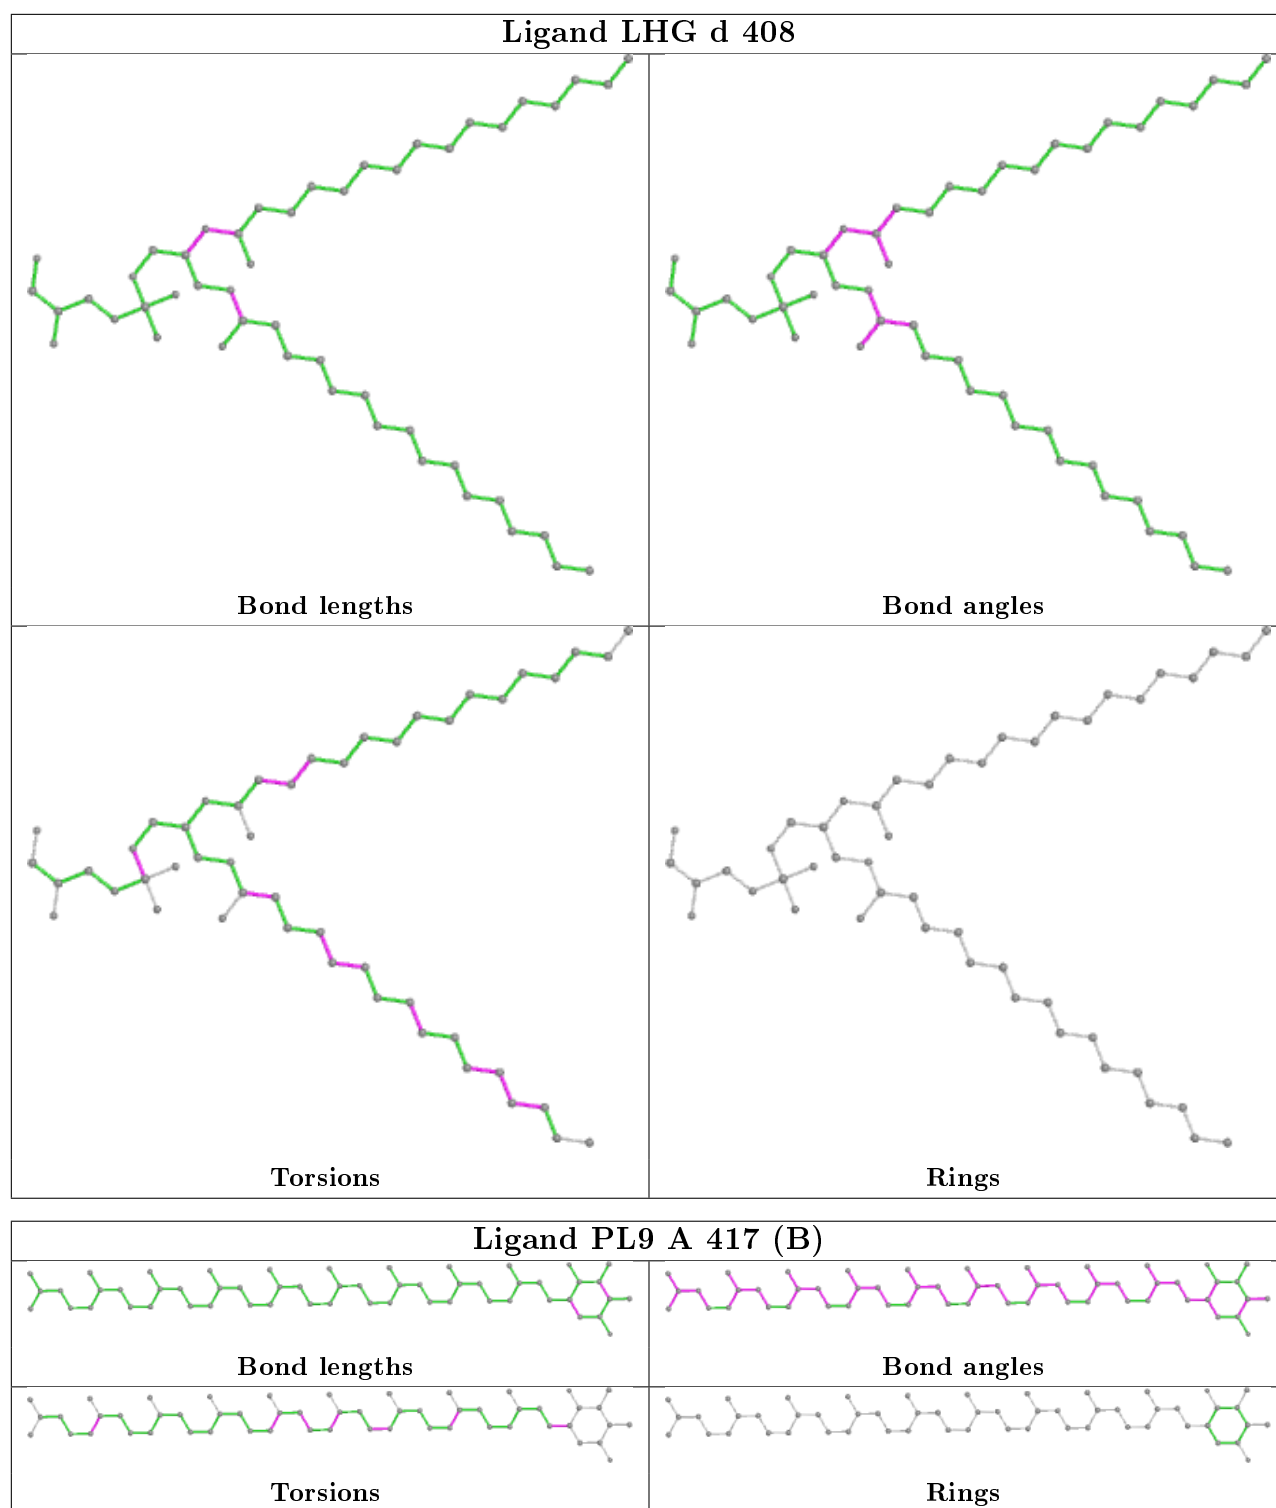 Ligand LHG d 408
Bond lengths
Bond angles
Torsions
Rings
Ligand PL9 A 417 (B)
Bond lengths
Bond angles
Torsions
Rings